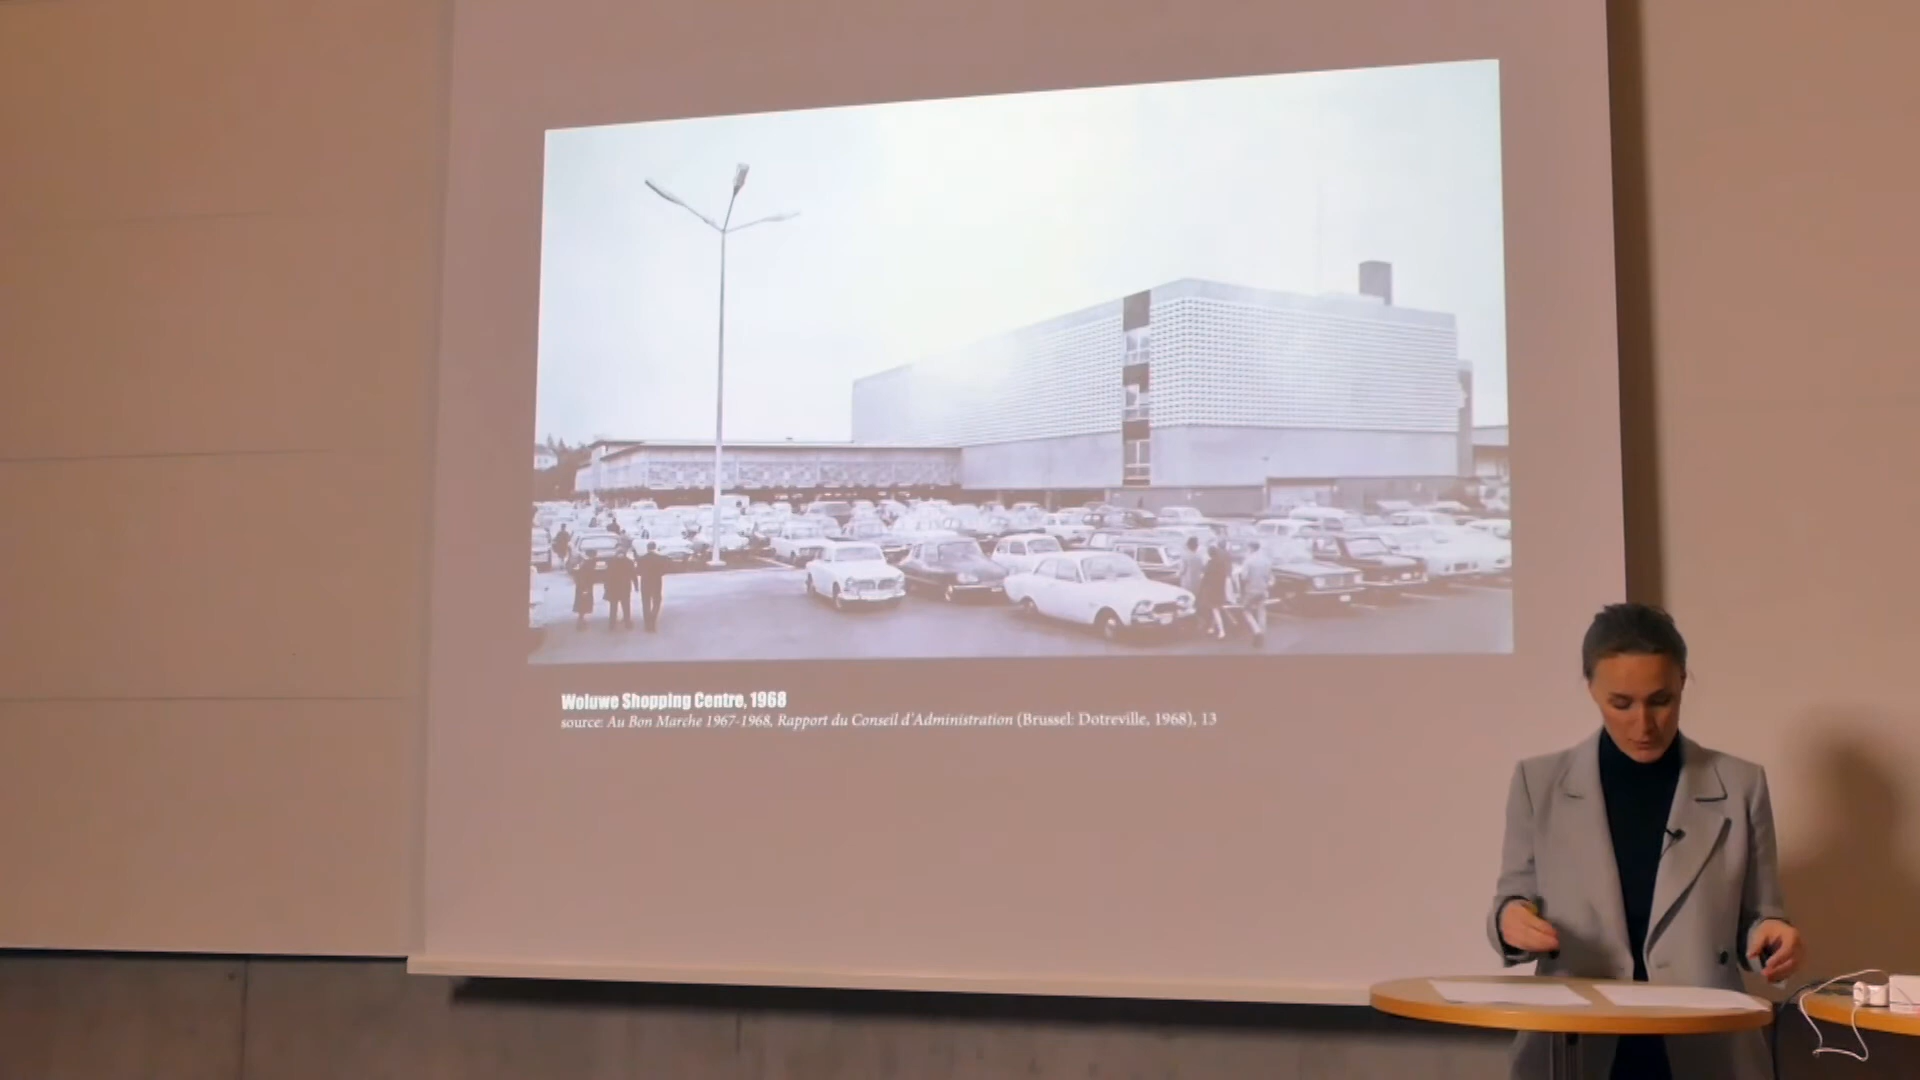 Woluwe Shopping Centre, 1968
source: Au Bon Marche 1967-1968, Rapport du Conseil d'Administration (Brussel: Dotreville, 1968), 13